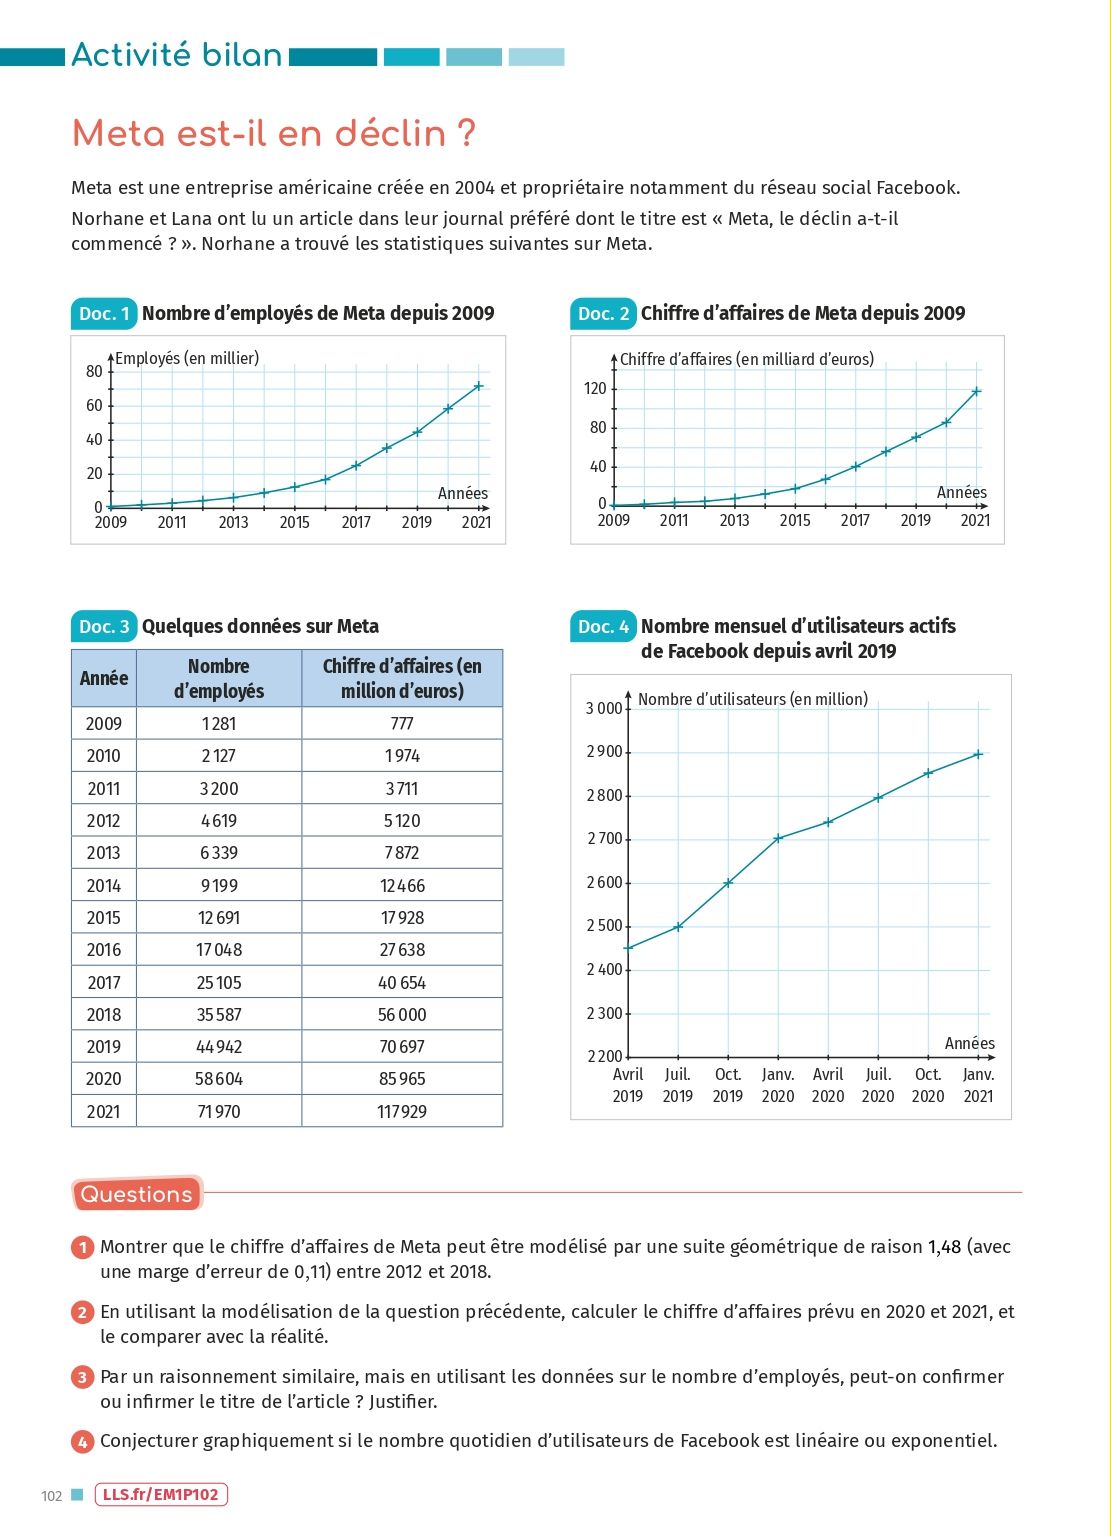 Activité bilan
Meta est-il en déclin ?
Meta est une entreprise américaine créée en 2004 et propriétaire notamment du réseau social Facebook.
Norhane et Lana ont lu un article dans leur journal préféré dont le titre est « Meta, le déclin a-t-il
commencé ? ». Norhane a trouvé les statistiques suivantes sur Meta.
Doc. 1 Nombre d'employés de Meta depuis 2009
Employés (en millier)
80
60
40
20
0
Années
2009 2011 2013 2015 2017 2019 2021
Doc. 2 Chiffre d'affaires de Meta depuis 2009
Chiffre d'affaires (en milliard d'euros)
120
80
40
0
Années
2009 2011 2013 2015 2017 2019 2021
Doc. 3 Quelques données sur Meta
Année Nombre d'employés Chiffre d'affaires (en million d'euros)
2009 1 281 777
2010 2 127 1 974
2011 3 200 3 711
2012 4 619 5 120
2013 6 339 7 872
2014 9 199 12 466
2015 12 691 17 928
2016 17 048 27 638
2017 25 105 40 654
2018 35 587 56 000
2019 44 942 70 697
2020 58 604 85 965
2021 71 970 117 929
Doc. 4 Nombre mensuel d'utilisateurs actifs
de Facebook depuis avril 2019
Nombre d'utilisateurs (en million)
3 000
2 900
2 800
2 700
2 600
2 500
2 400
2 300
2 200
Années
Avril Juil. Oct. Janv. Avril Juil. Oct. Janv.
2019 2019 2019 2020 2020 2020 2020 2021
Questions
1 Montrer que le chiffre d'affaires de Meta peut être modélisé par une suite géométrique de raison 1,48 (avec
une marge d'erreur de 0,11) entre 2012 et 2018.
2 En utilisant la modélisation de la question précédente, calculer le chiffre d'affaires prévu en 2020 et 2021, et
le comparer avec la réalité.
3 Par un raisonnement similaire, mais en utilisant les données sur le nombre d'employés, peut-on confirmer
ou infirmer le titre de l'article ? Justifier.
4 Conjecturer graphiquement si le nombre quotidien d'utilisateurs de Facebook est linéaire ou exponentiel.
102 LLS.fr/EM1P102